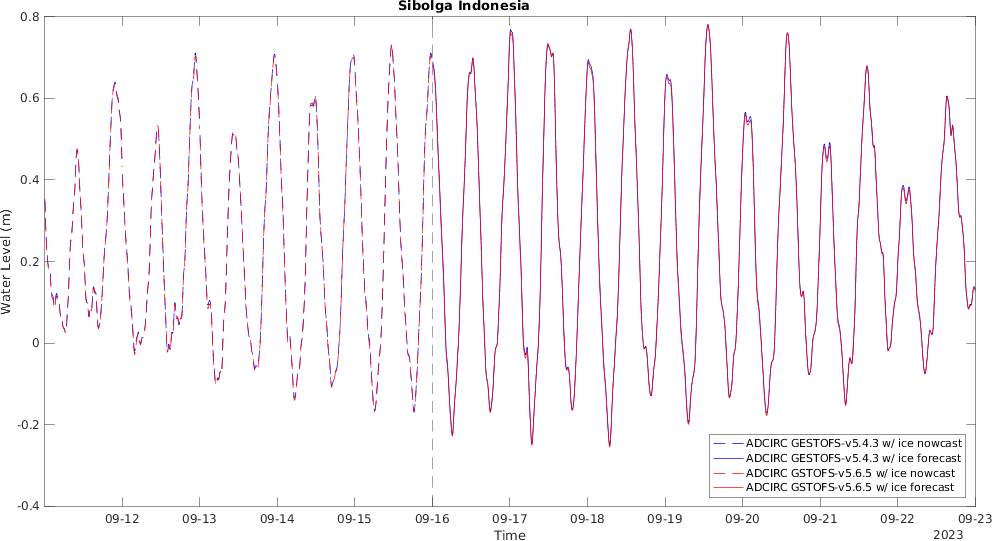 Sibolga Indonesia
Water Level (m)
0.8
0.6
0.4
0.2
0
-0.2
-0.4
ADCIRC GESTOFS-v5.4.3 w/ ice nowcast
ADCIRC GESTOFS-v5.4.3 w/ ice forecast
ADCIRC GSTOFS-v5.6.5 w/ ice nowcast
ADCIRC GSTOFS-v5.6.5 w/ ice forecast
09-12 09-13 09-14 09-15 09-16 09-17 09-18 09-19 09-20 09-21 09-22 09-23
Time
2023